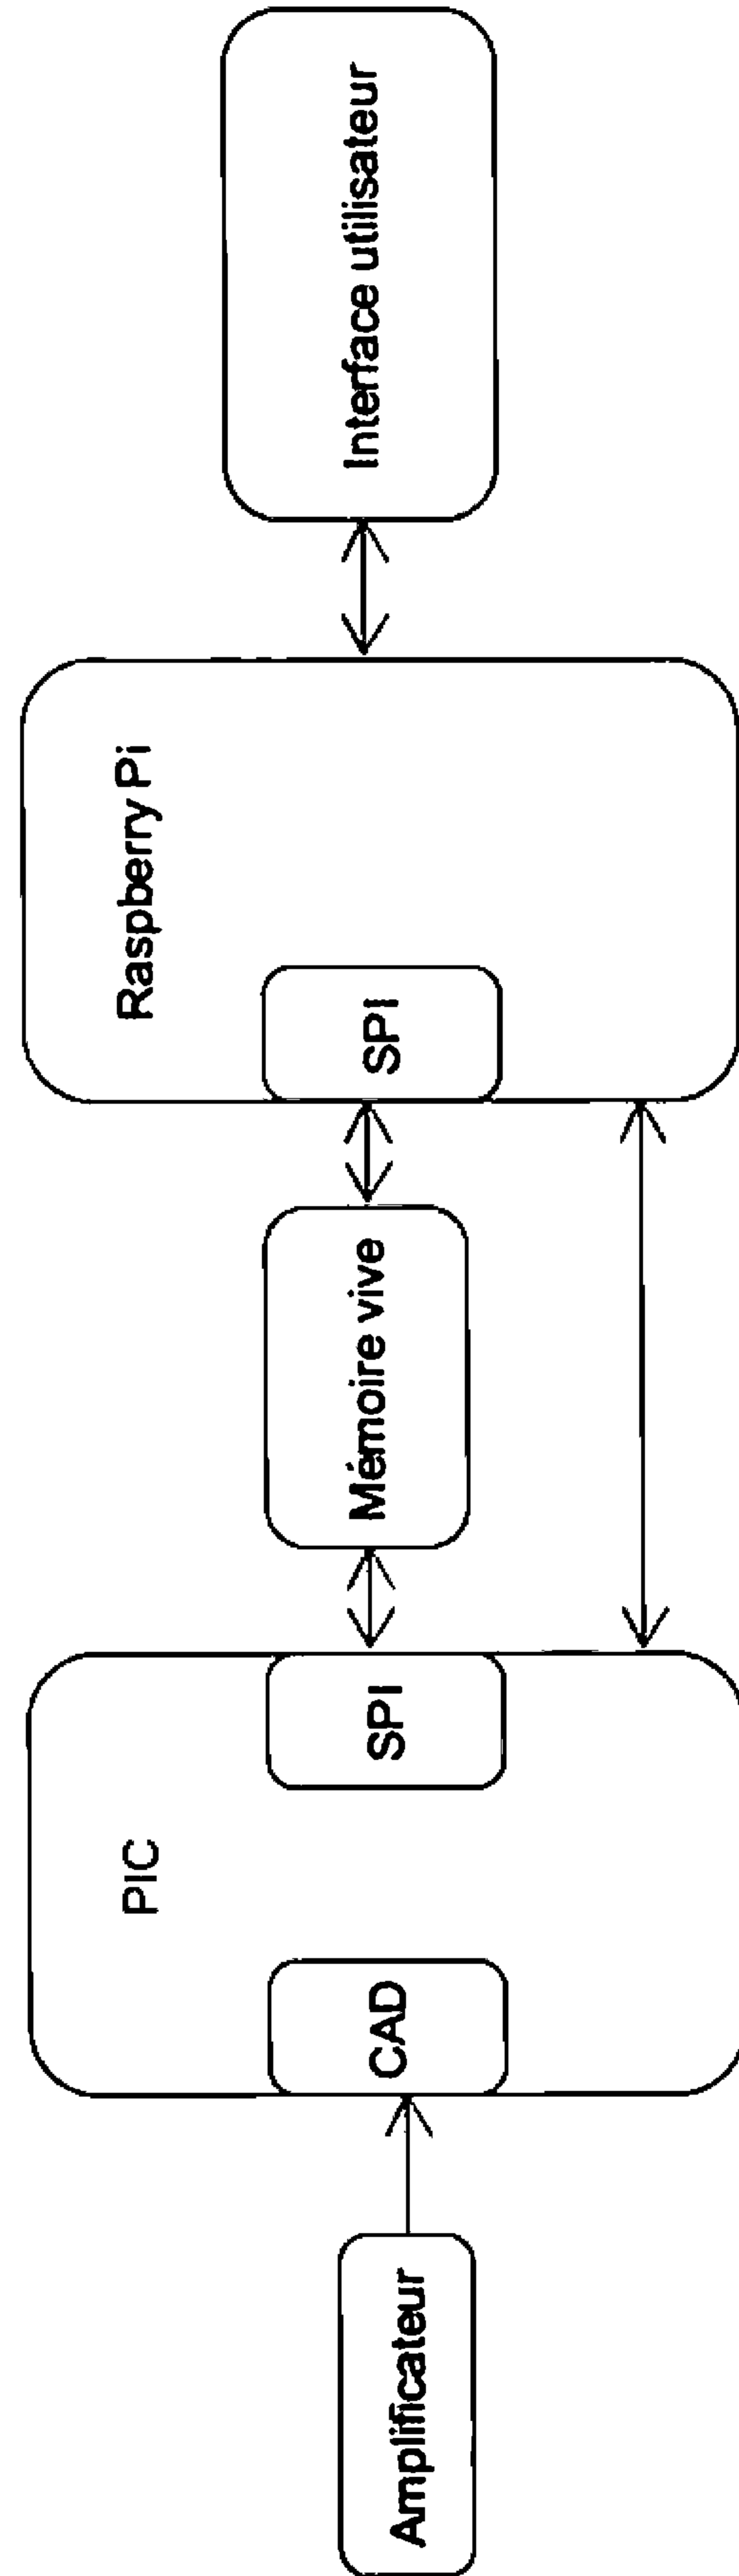 Amplificateur
CAD
PIC
SPI
Mémoire vive
SPI
Raspberry Pi
Interface utilisateur